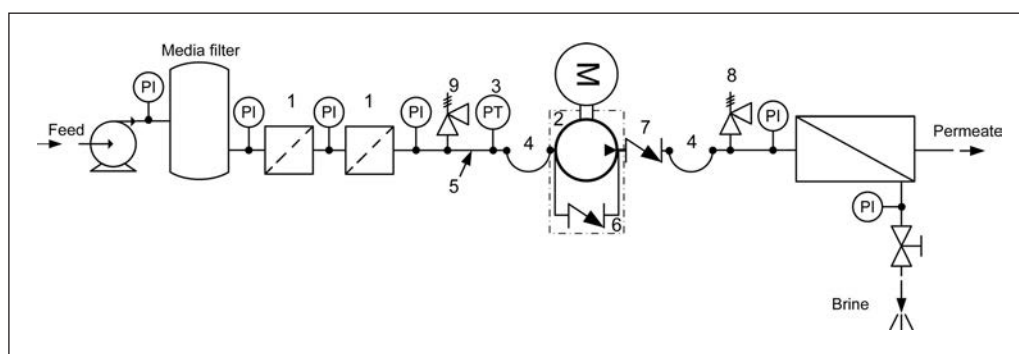 Media filter
Feed
PI
PI
1
PI
1
PI
9
3
PT
5
4
M
2
6
7
4
8
PI
Permeate
PI
Brine